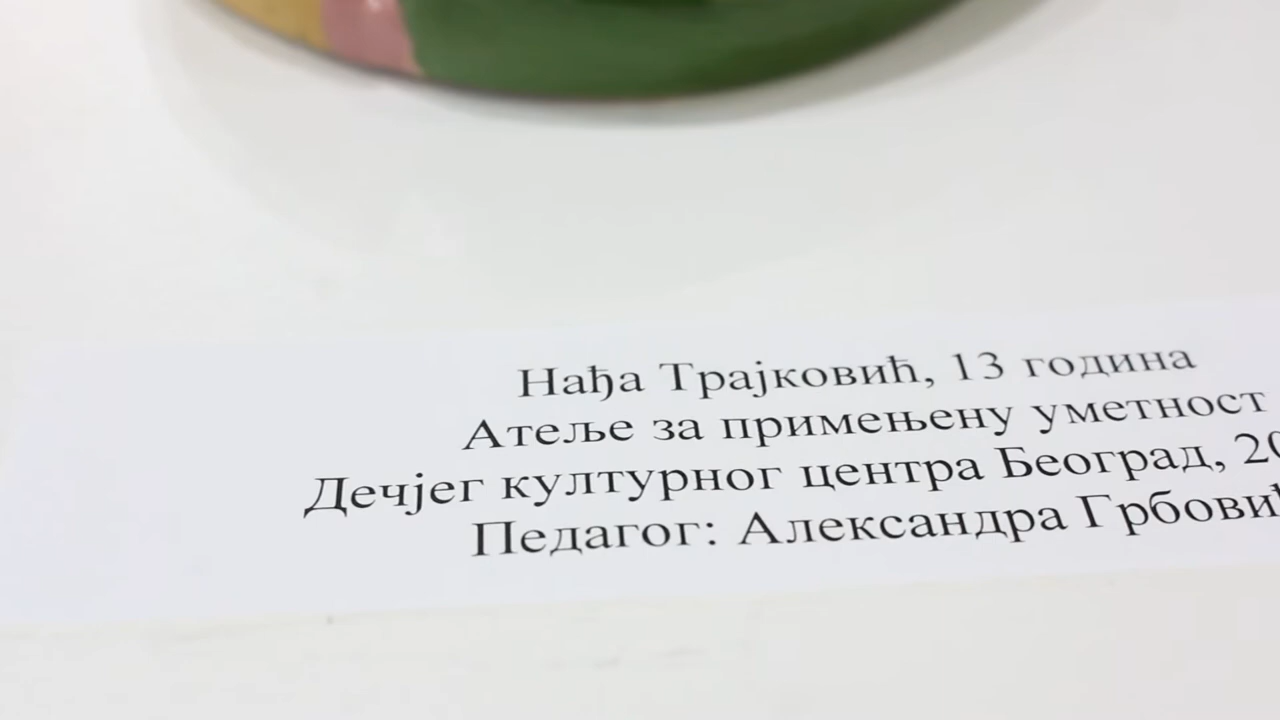 Нађа Трајковић, 13 година
Атеље за примењену уметност
Дечјег културног центра Београд,
Педагог: Александра